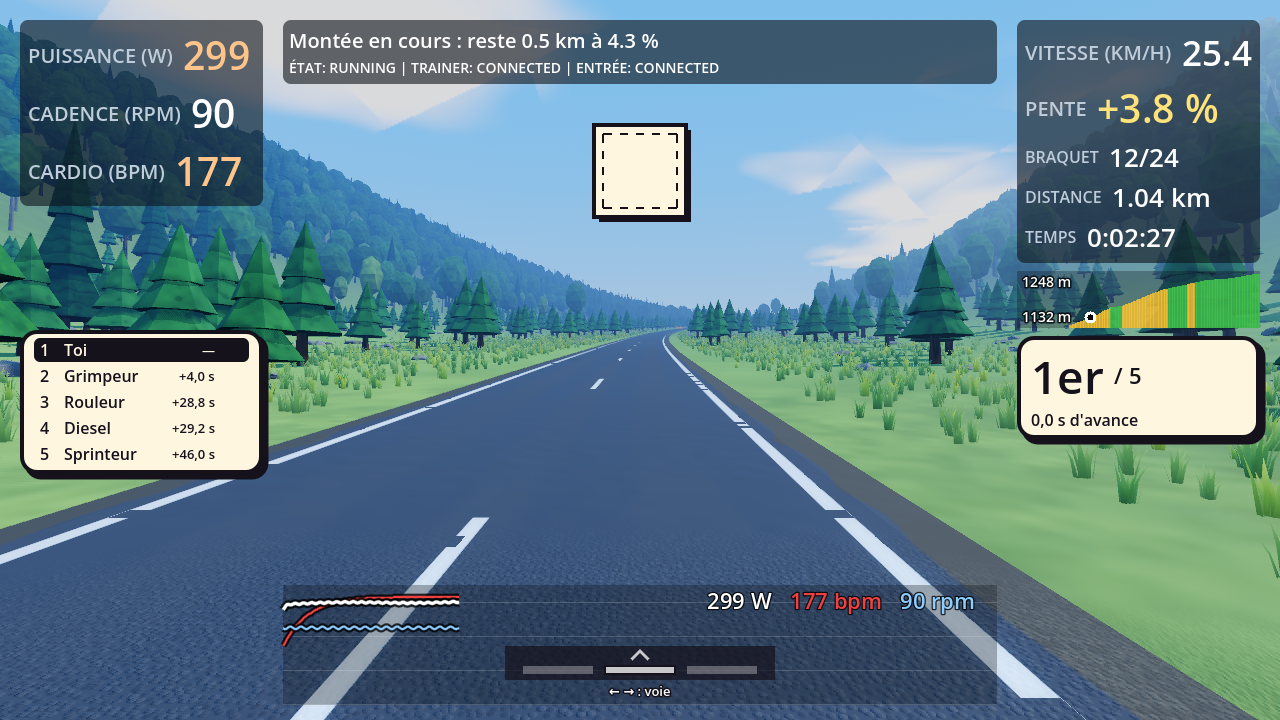 PUISSANCE (W) 299
CADENCE (RPM) 90
CARDIO (BPM) 177
Montée en cours : reste 0.5 km à 4.3 %
ÉTAT: RUNNING | TRAINER: CONNECTED | ENTRÉE: CONNECTED
VITESSE (KM/H) 25.4
PENTE +3.8 %
BRAQUET 12/24
DISTANCE 1.04 km
TEMPS 0:02:27
1248 m
1132 m
1 Toi —
2 Grimpeur +4,0 s
3 Rouleur +28,8 s
4 Diesel +29,2 s
5 Sprinteur +46,0 s
1er / 5
0,0 s d'avance
299 W 177 bpm 90 rpm
← → : voie